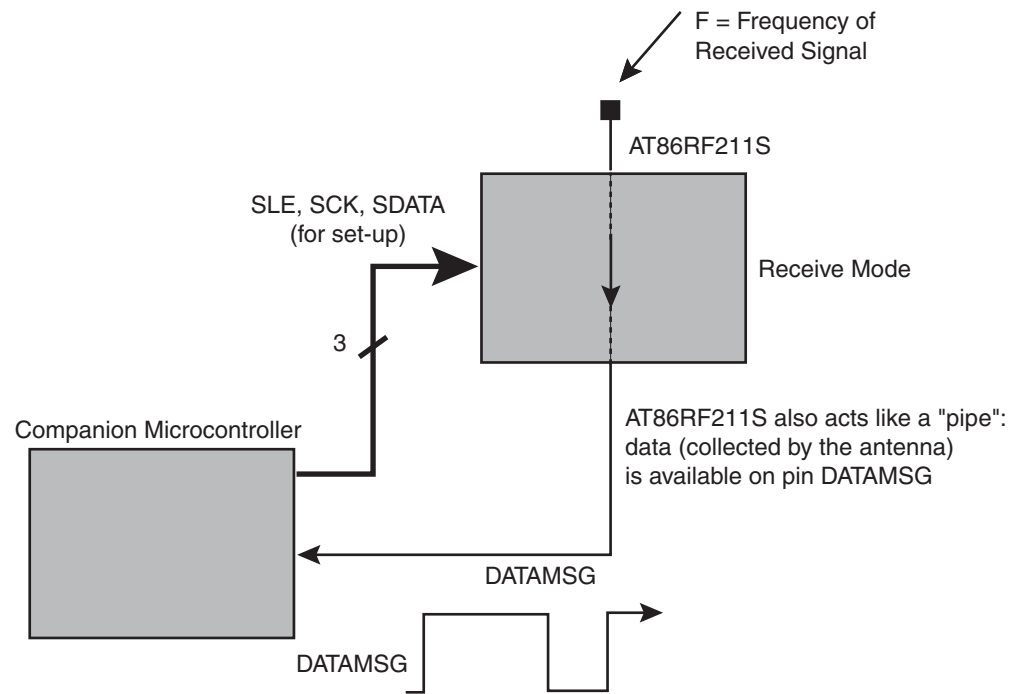 F = Frequency of
Received Signal
AT86RF211S
SLE, SCK, SDATA
(for set-up)
Receive Mode
3
Companion Microcontroller
AT86RF211S also acts like a "pipe":
data (collected by the antenna)
is available on pin DATAMSG
DATAMSG
DATAMSG